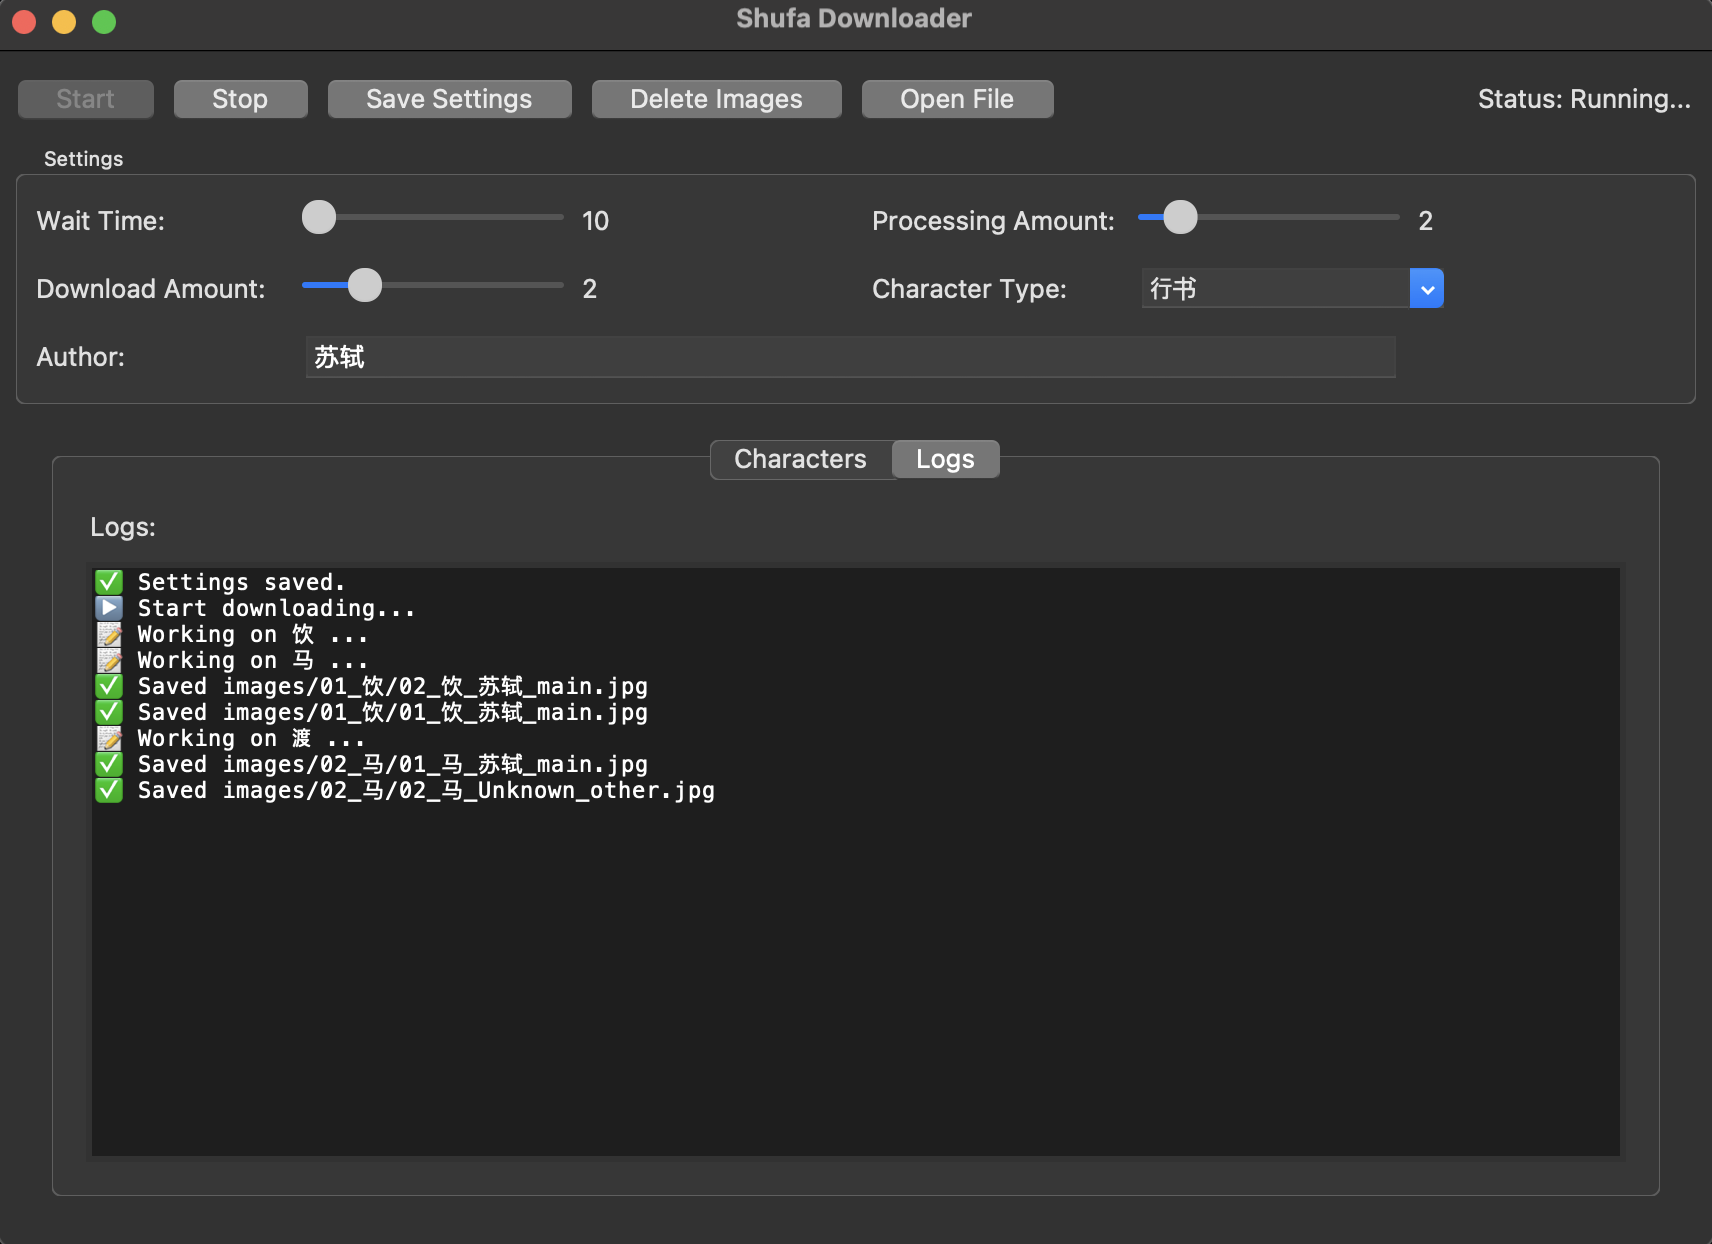 Shufa Downloader
Start Stop Save Settings Delete Images Open File Status: Running...
Settings
Wait Time: 10 Processing Amount: 2
Download Amount: 2 Character Type: 行书
Author: 苏轼
Characters Logs
Logs:
✅ Settings saved.
▶️ Start downloading...
📝 Working on 饮 ...
📝 Working on 马 ...
✅ Saved images/01_饮/02_饮_苏轼_main.jpg
✅ Saved images/01_饮/01_饮_苏轼_main.jpg
📝 Working on 渡 ...
✅ Saved images/02_马/01_马_苏轼_main.jpg
✅ Saved images/02_马/02_马_Unknown_other.jpg